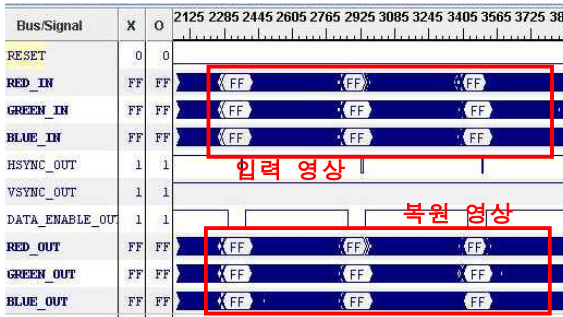 Bus/Signal X O 2125 2285 2445 2605 2765 2925 3085 3245 3405 3565 3725 38
RESET 0 0
RED_IN FF FF FF FF FF
GREEN_IN FF FF FF FF FF
BLUE_IN FF FF FF FF FF
HSYNC_OUT 1 1 입력 영상
VSYNC_OUT 1 1
DATA_ENABLE_OUT 1 1 복원 영상
RED_OUT FF FF FF FF FF
GREEN_OUT FF FF FF FF FF
BLUE_OUT FF FF FF FF FF